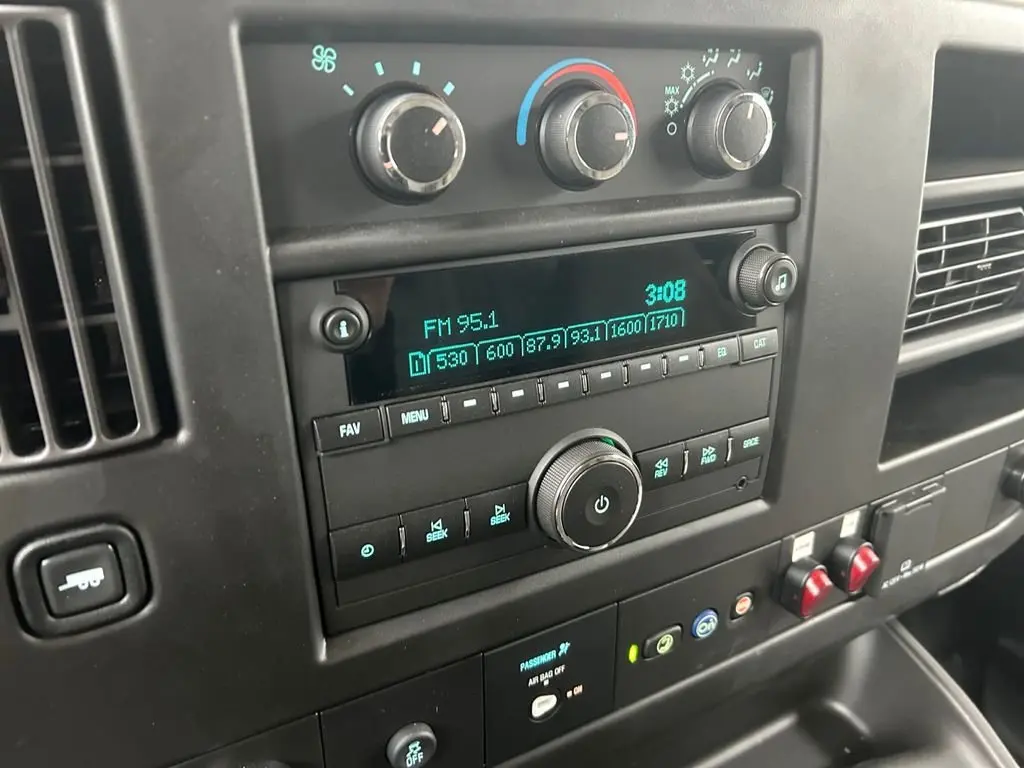 MAX
3:08
FM 95.1
1 530 600 87.9 93.1 1600 1710
FAV
MENU
EQ
CAT
SEEK
SEEK
REV
FWD
SRCE
PASSENGER
AIR BAG OFF
ON
OFF